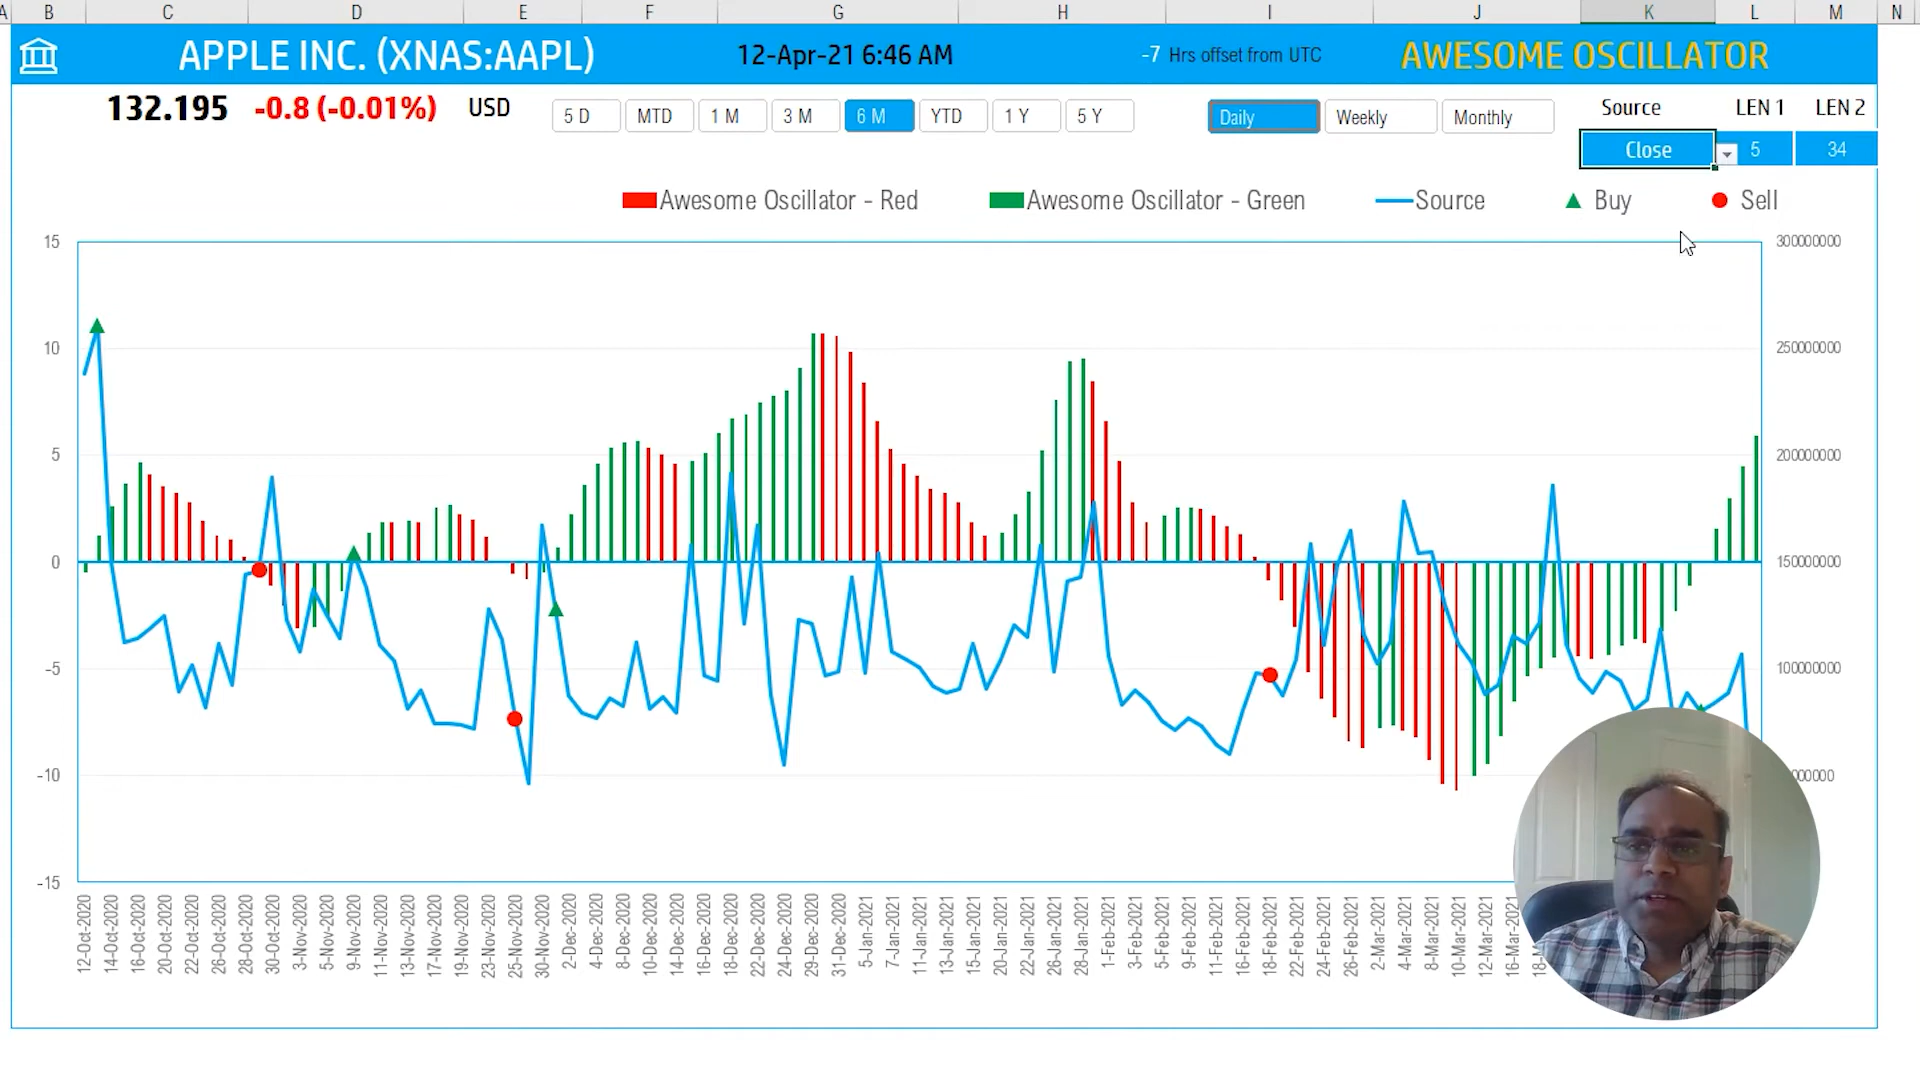 A B C D E F G H I J K L M N
APPLE INC. (XNAS:AAPL) 12-Apr-21 6:46 AM -7 Hrs offset from UTC AWESOME OSCILLATOR
132.195 -0.8 (-0.01%) USD 5 D MTD 1 M 3 M 6 M YTD 1 Y 5 Y Daily Weekly Monthly Source LEN 1 LEN 2
Close 5 34
Awesome Oscillator - Red Awesome Oscillator - Green Source Buy Sell
15 300000000
10 250000000
5 200000000
0 150000000
-5 100000000
-10
-15
12-Oct-2020
14-Oct-2020
16-Oct-2020
20-Oct-2020
22-Oct-2020
26-Oct-2020
28-Oct-2020
30-Oct-2020
3-Nov-2020
5-Nov-2020
9-Nov-2020
11-Nov-2020
13-Nov-2020
17-Nov-2020
19-Nov-2020
23-Nov-2020
25-Nov-2020
30-Nov-2020
2-Dec-2020
4-Dec-2020
8-Dec-2020
10-Dec-2020
14-Dec-2020
16-Dec-2020
18-Dec-2020
22-Dec-2020
24-Dec-2020
29-Dec-2020
31-Dec-2020
5-Jan-2021
7-Jan-2021
11-Jan-2021
13-Jan-2021
15-Jan-2021
20-Jan-2021
22-Jan-2021
26-Jan-2021
28-Jan-2021
1-Feb-2021
3-Feb-2021
5-Feb-2021
9-Feb-2021
11-Feb-2021
16-Feb-2021
18-Feb-2021
22-Feb-2021
24-Feb-2021
26-Feb-2021
2-Mar-2021
4-Mar-2021
8-Mar-2021
10-Mar-2021
12-Mar-2021
16-Mar-2021